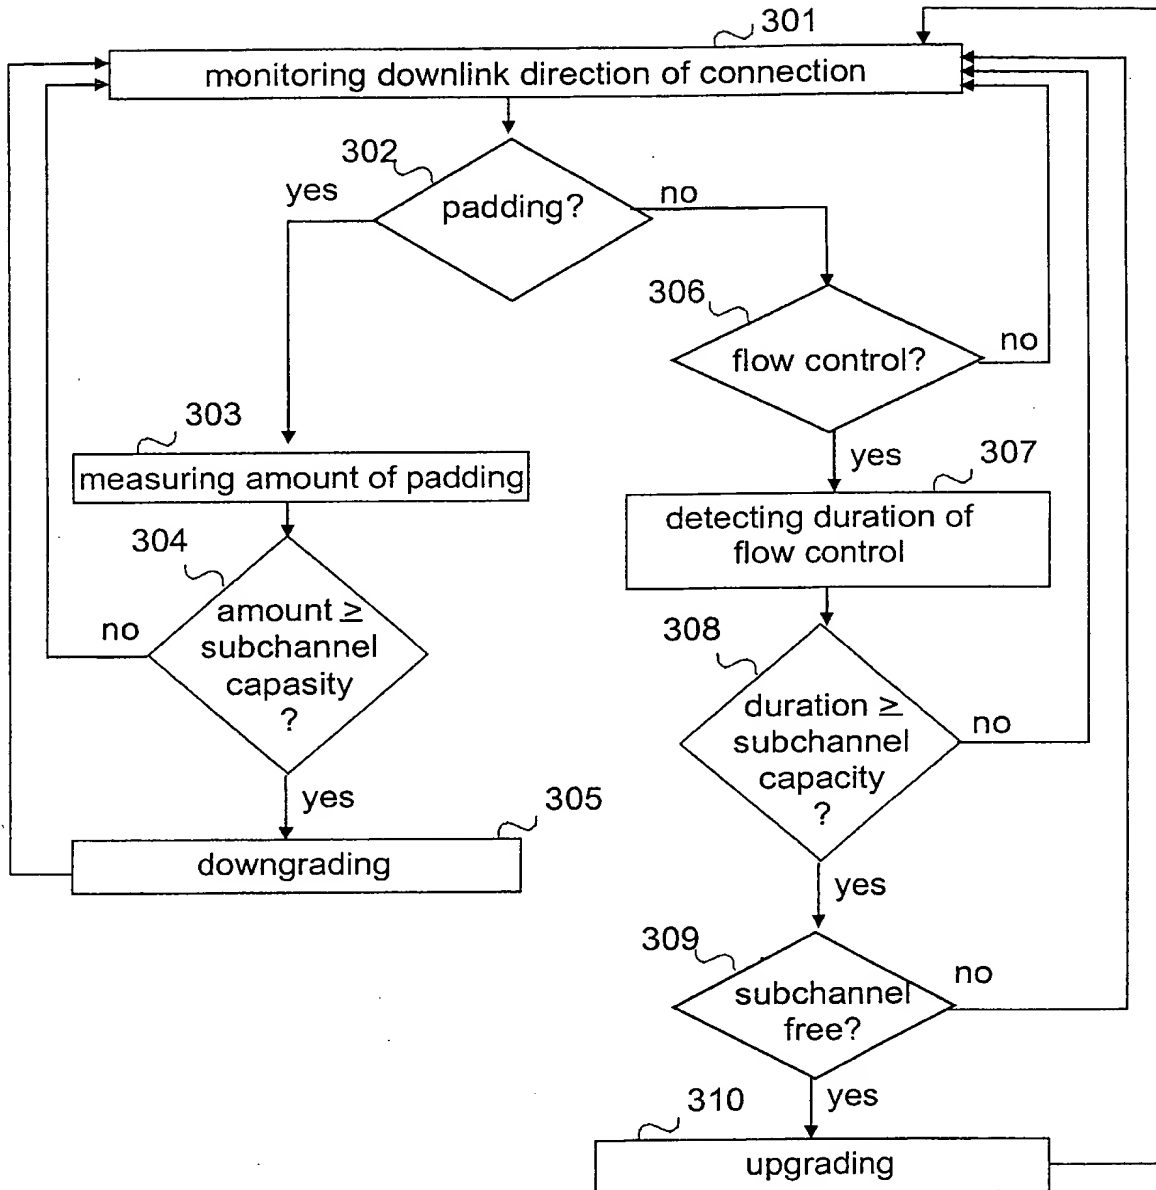 301
monitoring downlink direction of connection
302
yes
padding?
no
306
flow control?
no
303
measuring amount of padding
yes
307
detecting duration of
flow control
304
amount ≥
subchannel
capasity
?
no
308
duration ≥
subchannel
capacity
?
no
yes
305
downgrading
yes
309
subchannel
free?
no
yes
310
upgrading